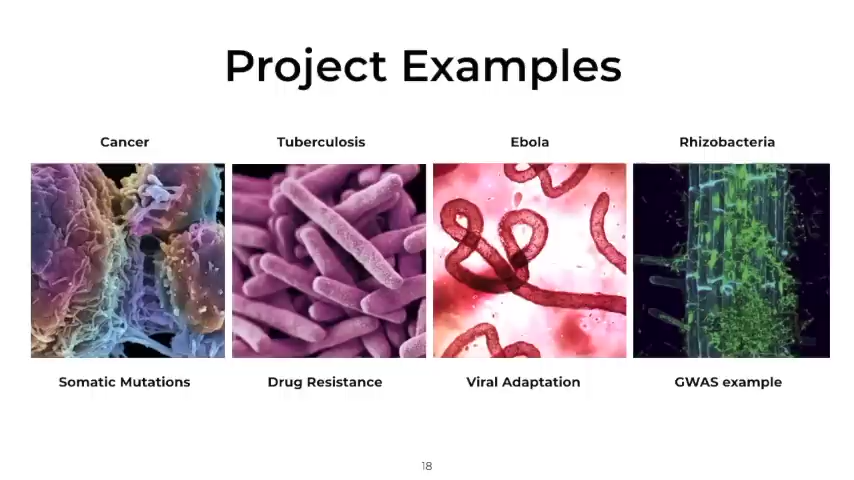 Project Examples
Cancer
Tuberculosis
Ebola
Rhizobacteria
Somatic Mutations
Drug Resistance
Viral Adaptation
GWAS example
18